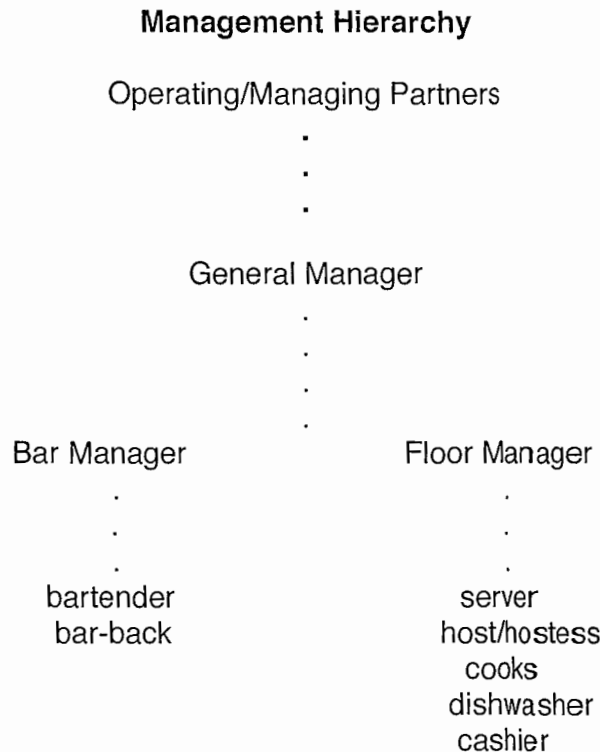 Management Hierarchy
Operating/Managing Partners
General Manager
Bar Manager Floor Manager
bartender server
bar-back host/hostess
cooks
dishwasher
cashier